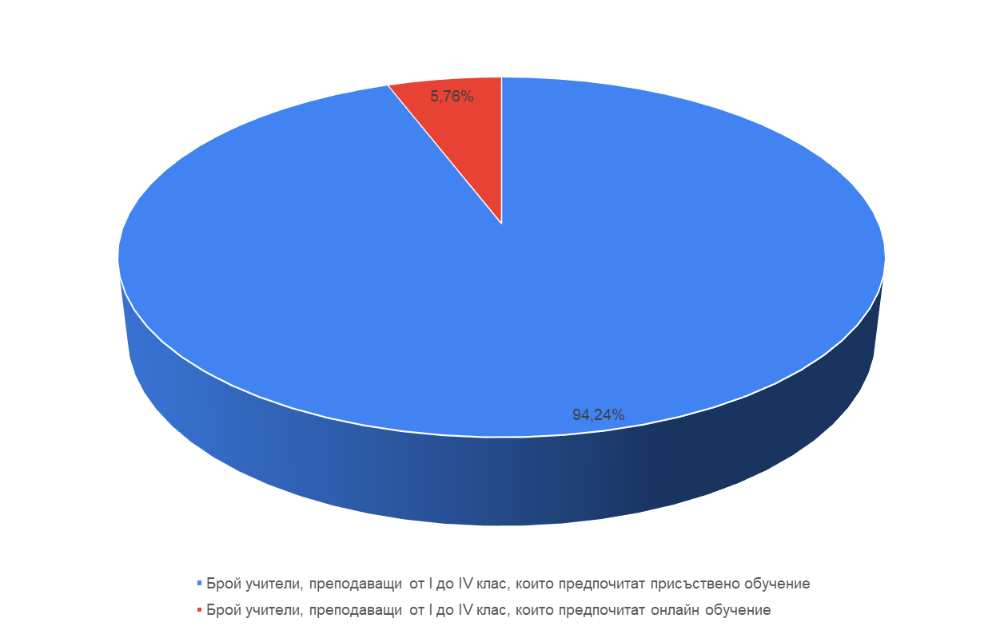 5,76%
94,24%
Брой учители, преподаващи от I до IV клас, които предпочитат присъствено обучение
Брой учители, преподаващи от I до IV клас, които предпочитат онлайн обучение